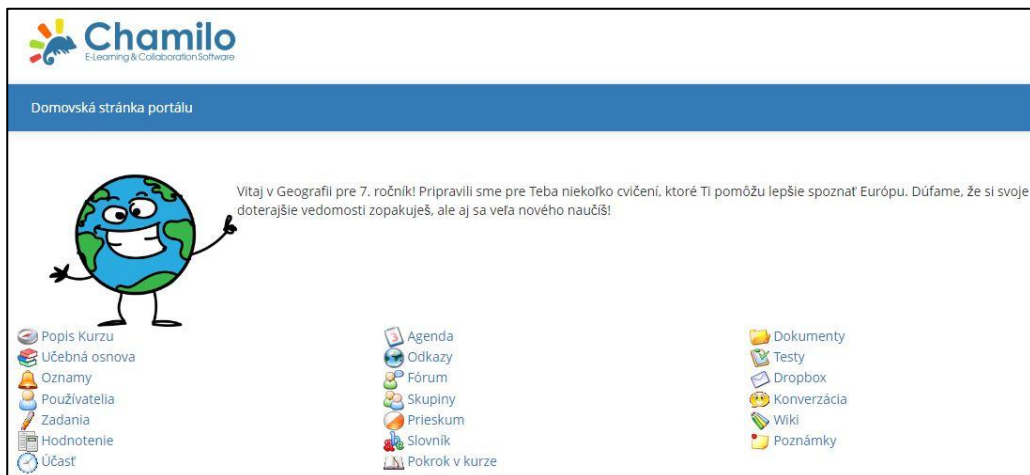 Chamilo
E-Learning & Collaboration Software
Domovská stránka portálu
Vitaj v Geografii pre 7. ročník! Pripravili sme pre Teba niekoľko cvičení, ktoré Ti pomôžu lepšie spoznať Európu. Dúfame, že si svoje
doterajšie vedomosti zopakuješ, ale aj sa veľa nového naučíš!
Popis Kurzu
Učebná osnova
Oznamy
Používatelia
Zadania
Hodnotenie
Účasť
3 Agenda
Odkazy
Fórum
Skupiny
Prieskum
Slovník
Pokrok v kurze
Dokumenty
Testy
Dropbox
Konverzácia
Wiki
Poznámky